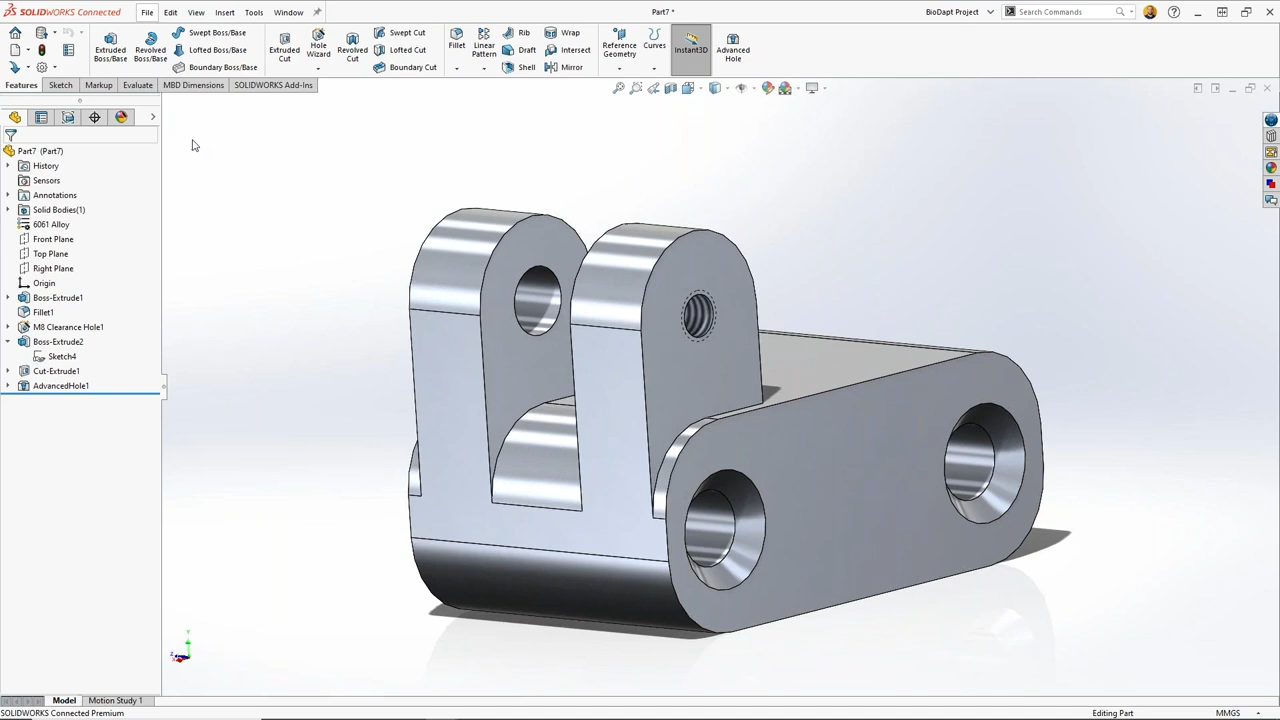 SOLIDWORKS Connected
File
Edit
View
Insert
Tools
Window
Part7 *
BioDapt Project
Search Commands
Extruded Boss/Base
Revolved Boss/Base
Swept Boss/Base
Lofted Boss/Base
Boundary Boss/Base
Extruded Cut
Hole Wizard
Revolved Cut
Swept Cut
Lofted Cut
Boundary Cut
Fillet
Linear Pattern
Rib
Draft
Shell
Wrap
Intersect
Mirror
Reference Geometry
Curves
Instant3D
Advanced Hole
Features
Sketch
Markup
Evaluate
MBD Dimensions
SOLIDWORKS Add-Ins
Part7 (Part7)
History
Sensors
Annotations
Solid Bodies(1)
6061 Alloy
Front Plane
Top Plane
Right Plane
Origin
Boss-Extrude1
Fillet1
M8 Clearance Hole1
Boss-Extrude2
Sketch4
Cut-Extrude1
AdvancedHole1
Model
Motion Study 1
SOLIDWORKS Connected Premium
Editing Part
MMGS